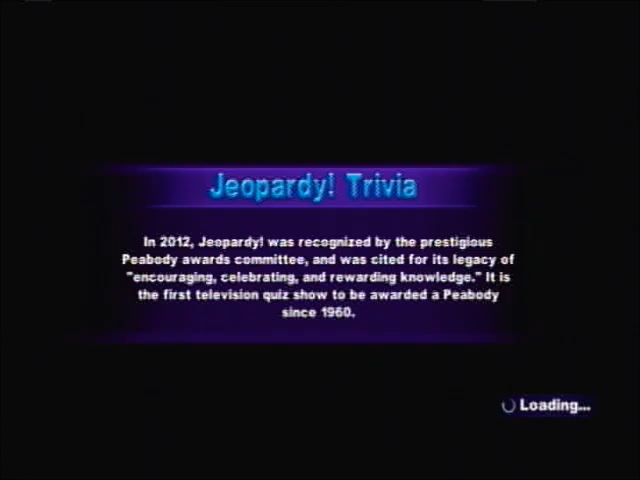 Jeopardy! Trivia
In 2012, Jeopardy! was recognized by the prestigious
Peabody awards committee, and was cited for its legacy of
"encouraging, celebrating, and rewarding knowledge." It is
the first television quiz show to be awarded a Peabody
since 1960.
Loading...